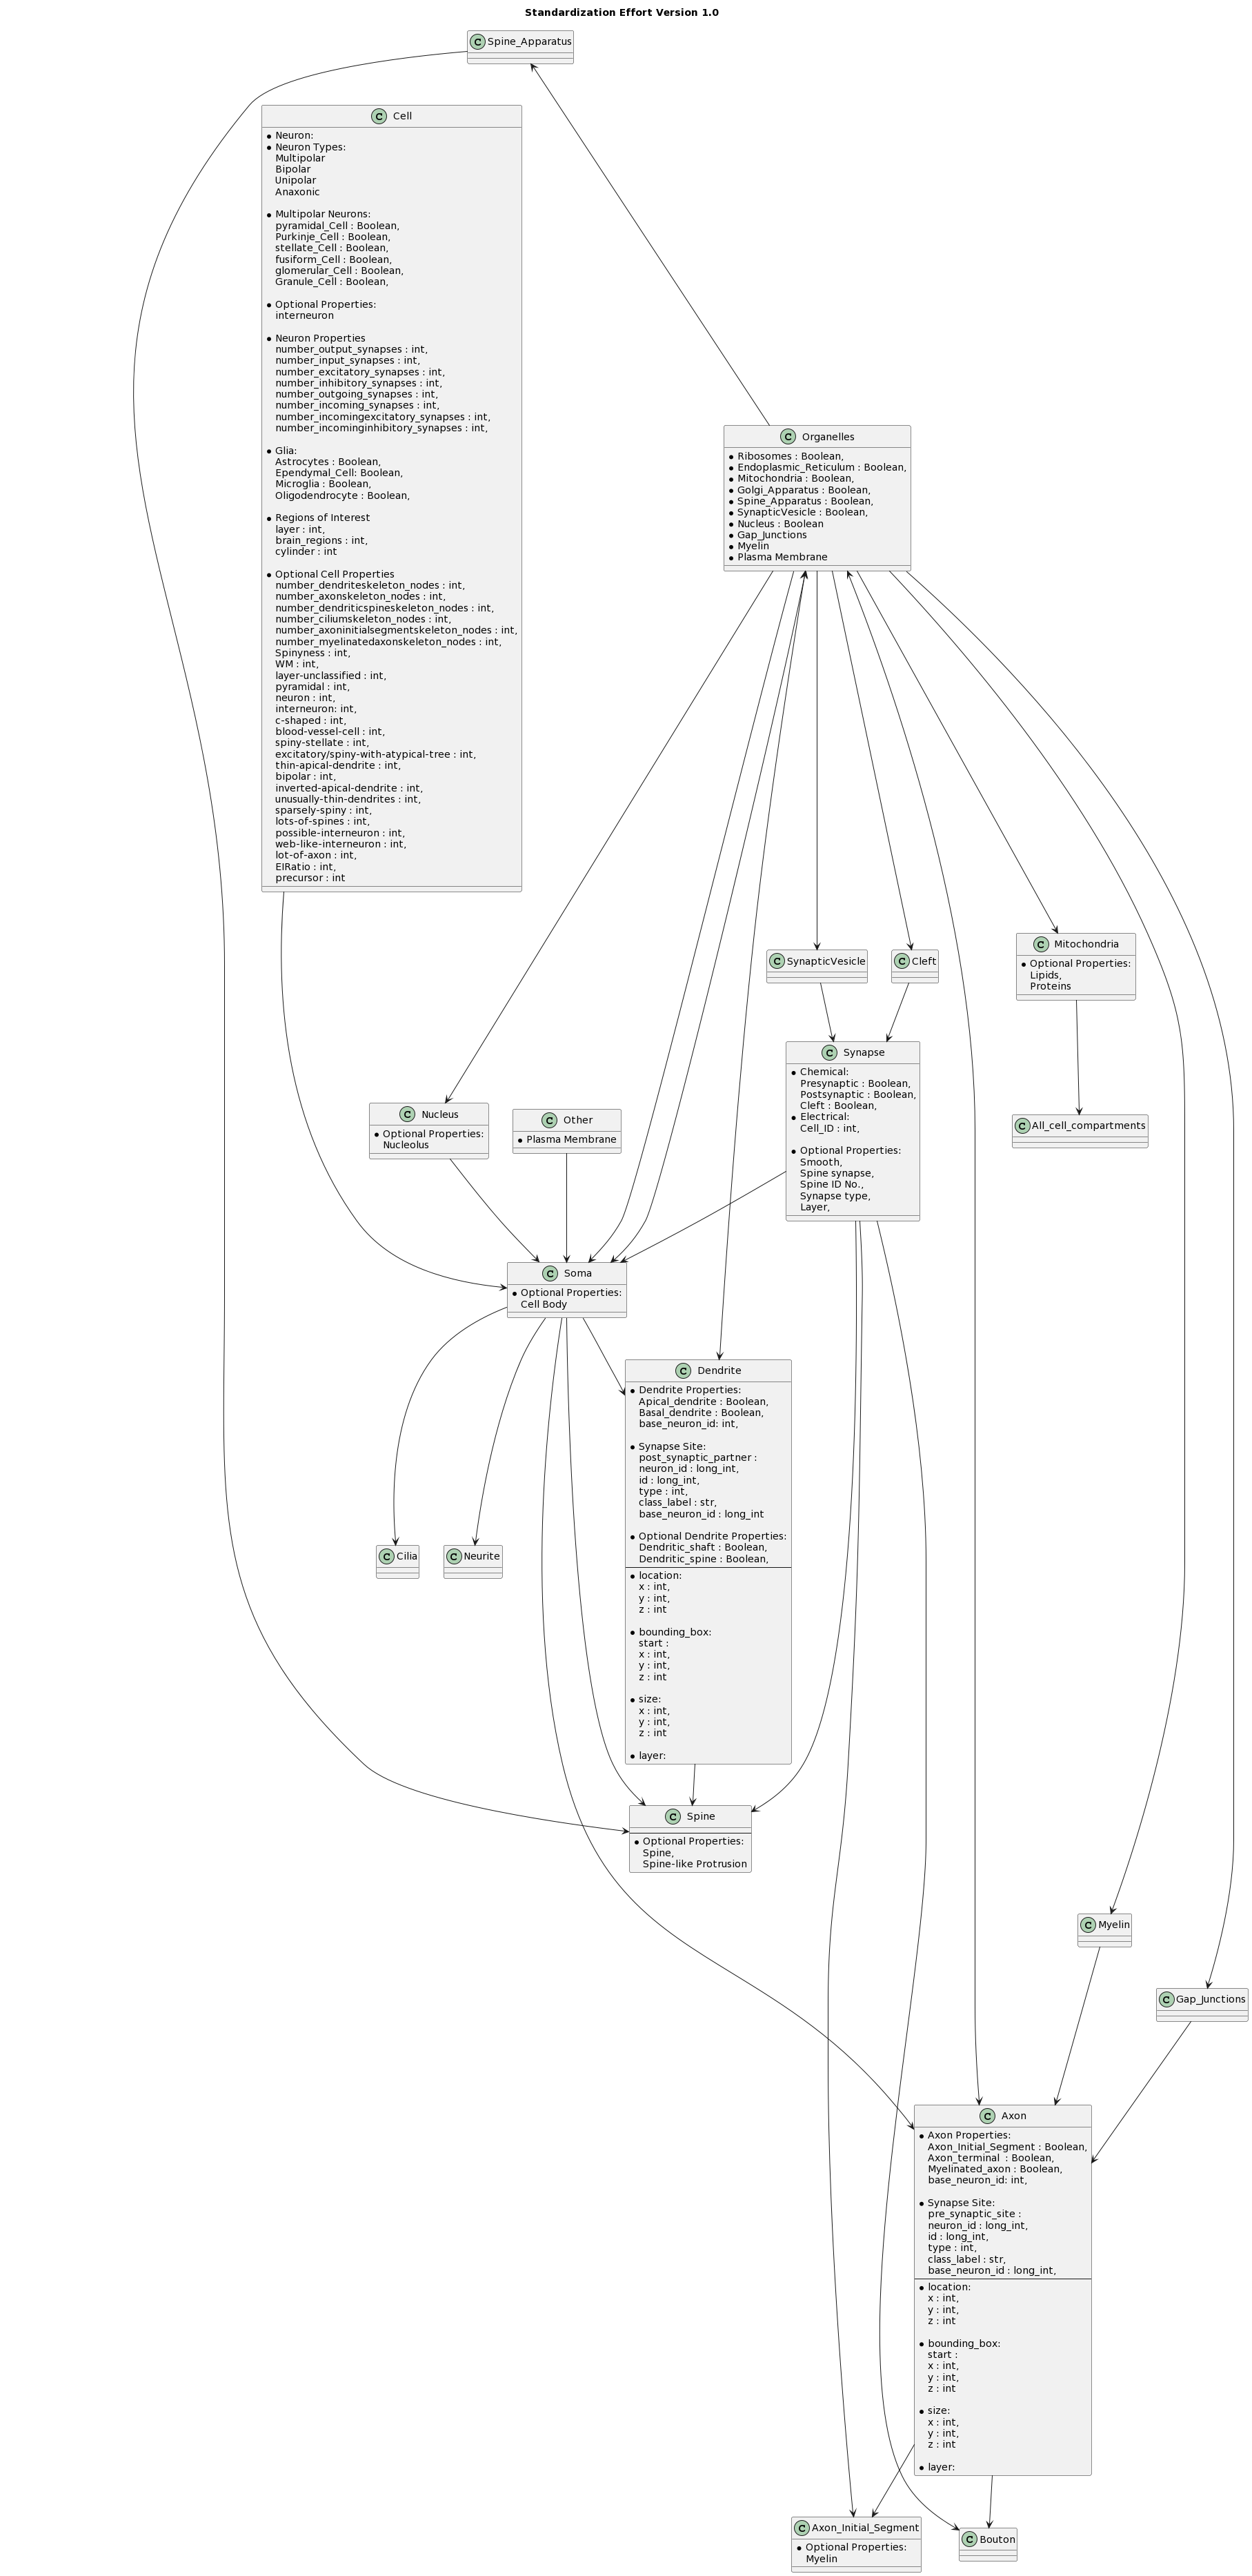 Standardization Effort Version 1.0
C Spine_Apparatus
C Cell
Neuron:
Neuron Types:
Multipolar
Bipolar
Unipolar
Anaxonic
Multipolar Neurons:
pyramidal_Cell : Boolean,
Purkinje_Cell : Boolean,
stellate_Cell : Boolean,
fusiform_Cell : Boolean,
glomerular_Cell : Boolean,
Granule_Cell : Boolean,
Optional Properties:
interneuron
Neuron Properties
number_output_synapses : int,
number_input_synapses : int,
number_excitatory_synapses : int,
number_inhibitory_synapses : int,
number_outgoing_synapses : int,
number_incoming_synapses : int,
number_incomingexcitatory_synapses : int,
number_incominginhibitory_synapses : int,
Glia:
Astrocytes : Boolean,
Ependymal_Cell: Boolean,
Microglia : Boolean,
Oligodendrocyte : Boolean,
Regions of Interest
layer : int,
brain_regions : int,
cylinder : int
Optional Cell Properties
number_dendriteskeleton_nodes : int,
number_axonskeleton_nodes : int,
number_dendriticspineskeleton_nodes : int,
number_ciliumskeleton_nodes : int,
number_axoninitialsegmentskeleton_nodes : int,
number_myelinatedaxonskeleton_nodes : int,
Spinyness : int,
WM : int,
layer-unclassified : int,
pyramidal : int,
neuron : int,
interneuron: int,
c-shaped : int,
blood-vessel-cell : int,
spiny-stellate : int,
excitatory/spiny-with-atypical-tree : int,
thin-apical-dendrite : int,
bipolar : int,
inverted-apical-dendrite : int,
unusually-thin-dendrites : int,
sparsely-spiny : int,
lots-of-spines : int,
possible-interneuron : int,
web-like-interneuron : int,
lot-of-axon : int,
EIRatio : int,
precursor : int
C Organelles
Ribosomes : Boolean,
Endoplasmic_Reticulum : Boolean,
Mitochondria : Boolean,
Golgi_Apparatus : Boolean,
Spine_Apparatus : Boolean,
SynapticVesicle : Boolean,
Nucleus : Boolean
Gap_Junctions
Myelin
Plasma Membrane
C SynapticVesicle
C Cleft
C Mitochondria
Optional Properties:
Lipids,
Proteins
C Synapse
Chemical:
Presynaptic : Boolean,
Postsynaptic : Boolean,
Cleft : Boolean,
Electrical:
Cell_ID : int,
Optional Properties:
Smooth,
Spine synapse,
Spine ID No.,
Synapse type,
Layer,
C Nucleus
Optional Properties:
Nucleolus
C Other
Plasma Membrane
C All_cell_compartments
C Soma
Optional Properties:
Cell Body
C Dendrite
Dendrite Properties:
Apical_dendrite : Boolean,
Basal_dendrite : Boolean,
base_neuron_id: int,
Synapse Site:
post_synaptic_partner :
neuron_id : long_int,
id : long_int,
type : int,
class_label : str,
base_neuron_id : long_int
Optional Dendrite Properties:
Dendritic_shaft : Boolean,
Dendritic_spine : Boolean,
location:
x : int,
y : int,
z : int
bounding_box:
start :
x : int,
y : int,
z : int
size:
x : int,
y : int,
z : int
layer:
C Cilia
C Neurite
C Spine
Optional Properties:
Spine,
Spine-like Protrusion
C Myelin
C Gap_Junctions
C Axon
Axon Properties:
Axon_Initial_Segment : Boolean,
Axon_terminal : Boolean,
Myelinated_axon : Boolean,
base_neuron_id: int,
Synapse Site:
pre_synaptic_site :
neuron_id : long_int,
id : long_int,
type : int,
class_label : str,
base_neuron_id : long_int,
location:
x : int,
y : int,
z : int
bounding_box:
start :
x : int,
y : int,
z : int
size:
x : int,
y : int,
z : int
layer:
C Axon_Initial_Segment
Optional Properties:
Myelin
C Bouton